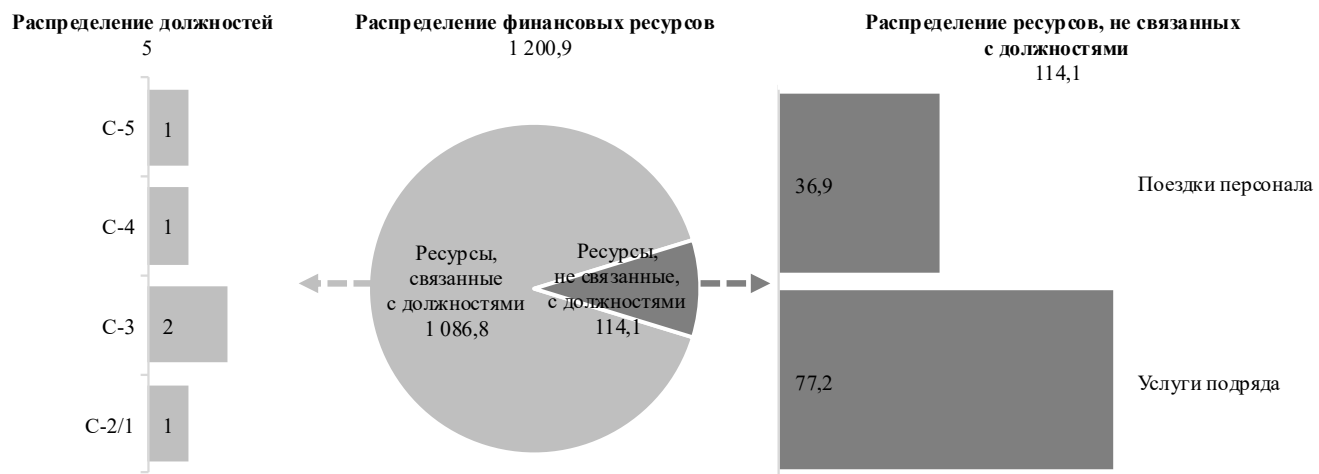 Распределение должностей
5
С-5
1
С-4
1
С-3
2
С-2/1
1
Распределение финансовых ресурсов
1 200,9
Ресурсы,
связанные
с должностями
1 086,8
Ресурсы,
не связанные,
с должностями
114,1
Распределение ресурсов, не связанных
с должностями
114,1
36,9
Поездки персонала
77,2
Услуги подряда